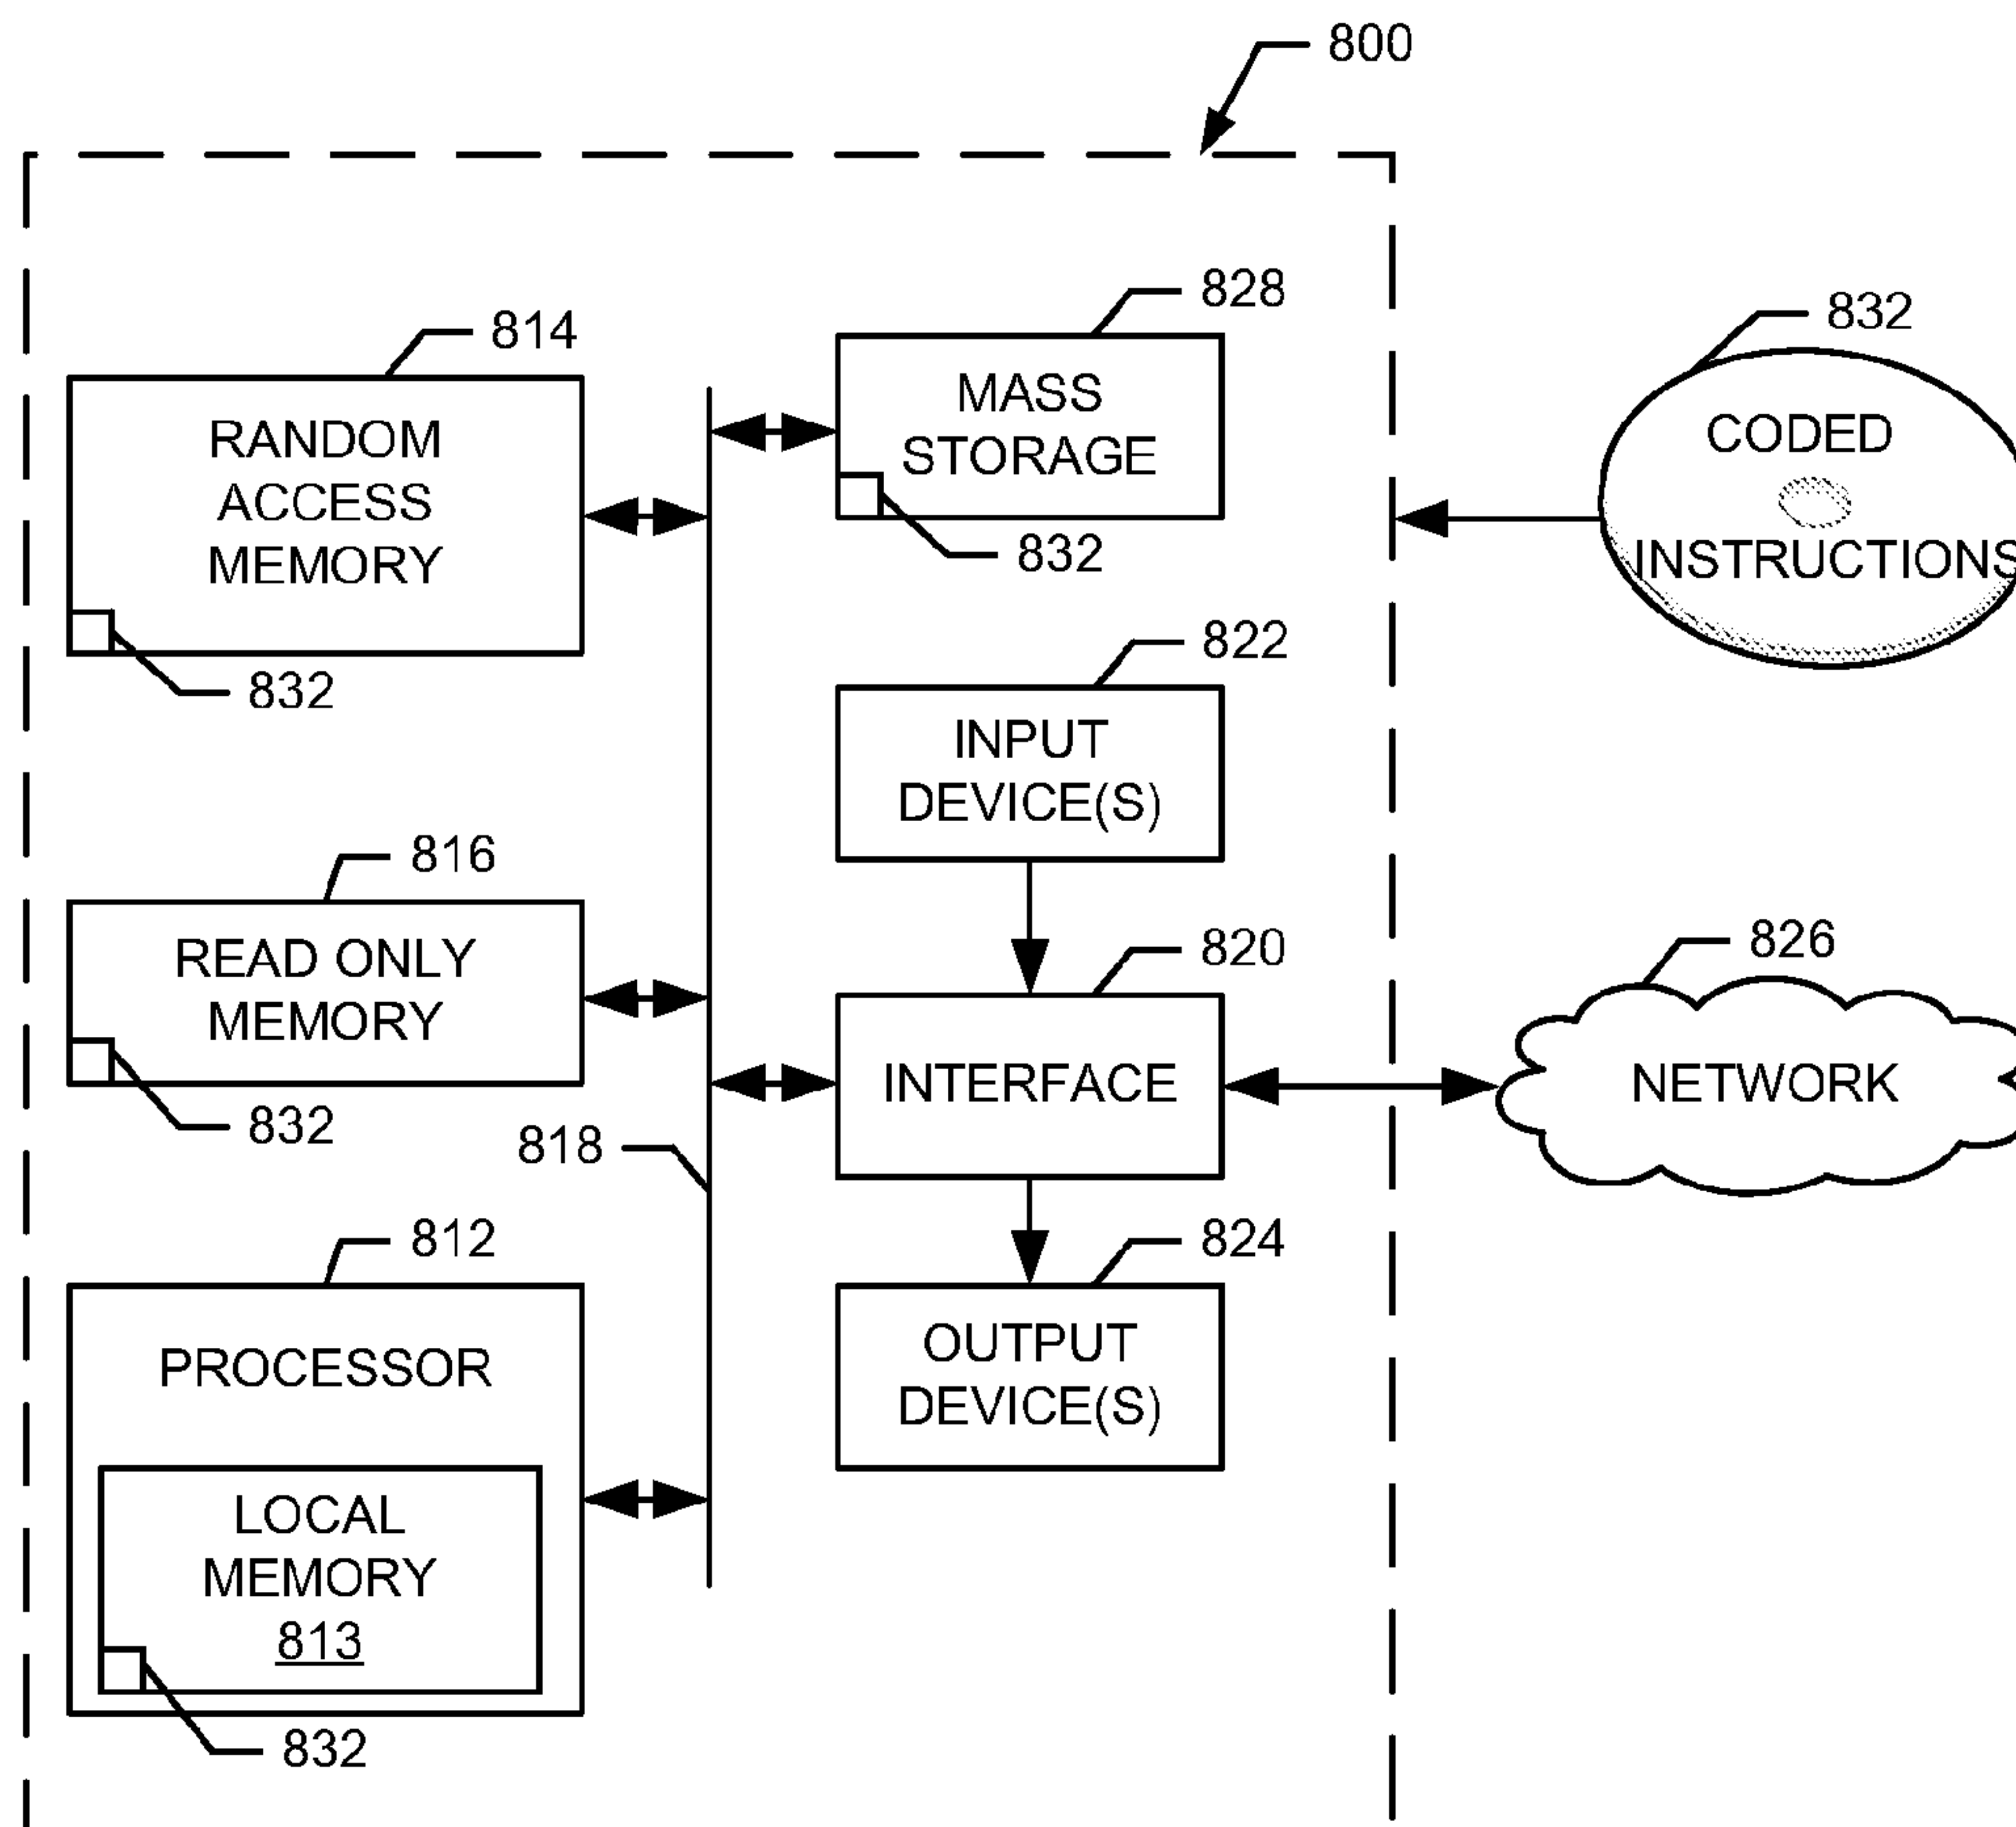 800
828
832
814
MASS
STORAGE
832
RANDOM
ACCESS
MEMORY
832
CODED
INSTRUCTIONS
822
INPUT
DEVICE(S)
816
READ ONLY
MEMORY
832
820
INTERFACE
826
NETWORK
818
812
PROCESSOR
LOCAL
MEMORY
813
832
824
OUTPUT
DEVICE(S)